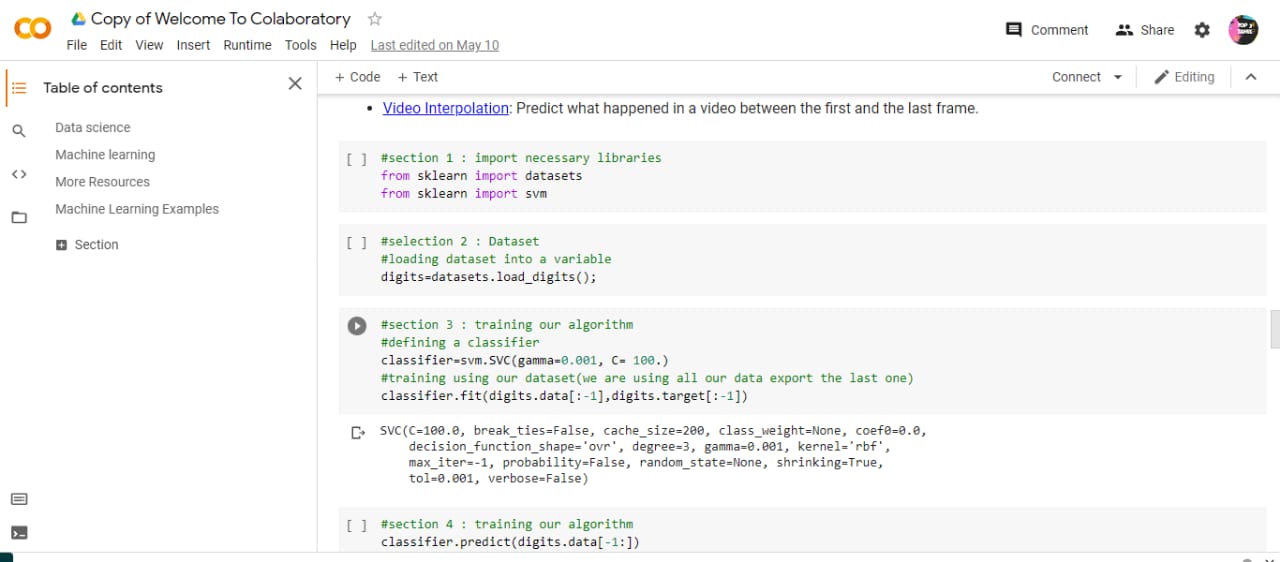 Copy of Welcome To Colaboratory
File Edit View Insert Runtime Tools Help Last edited on May 10
Comment Share
Table of contents
Data science
Machine learning
More Resources
Machine Learning Examples
Section
+ Code + Text
Connect Editing
• Video Interpolation: Predict what happened in a video between the first and the last frame.
[ ] #section 1 : import necessary libraries
from sklearn import datasets
from sklearn import svm
[ ] #selection 2 : Dataset
#loading dataset into a variable
digits=datasets.load_digits();
#section 3 : training our algorithm
#defining a classifier
classifier=svm.SVC(gamma=0.001, C= 100.)
#training using our dataset(we are using all our data export the last one)
classifier.fit(digits.data[:-1],digits.target[:-1])
SVC(C=100.0, break_ties=False, cache_size=200, class_weight=None, coef0=0.0,
decision_function_shape='ovr', degree=3, gamma=0.001, kernel='rbf',
max_iter=-1, probability=False, random_state=None, shrinking=True,
tol=0.001, verbose=False)
[ ] #section 4 : training our algorithm
classifier.predict(digits.data[-1:])